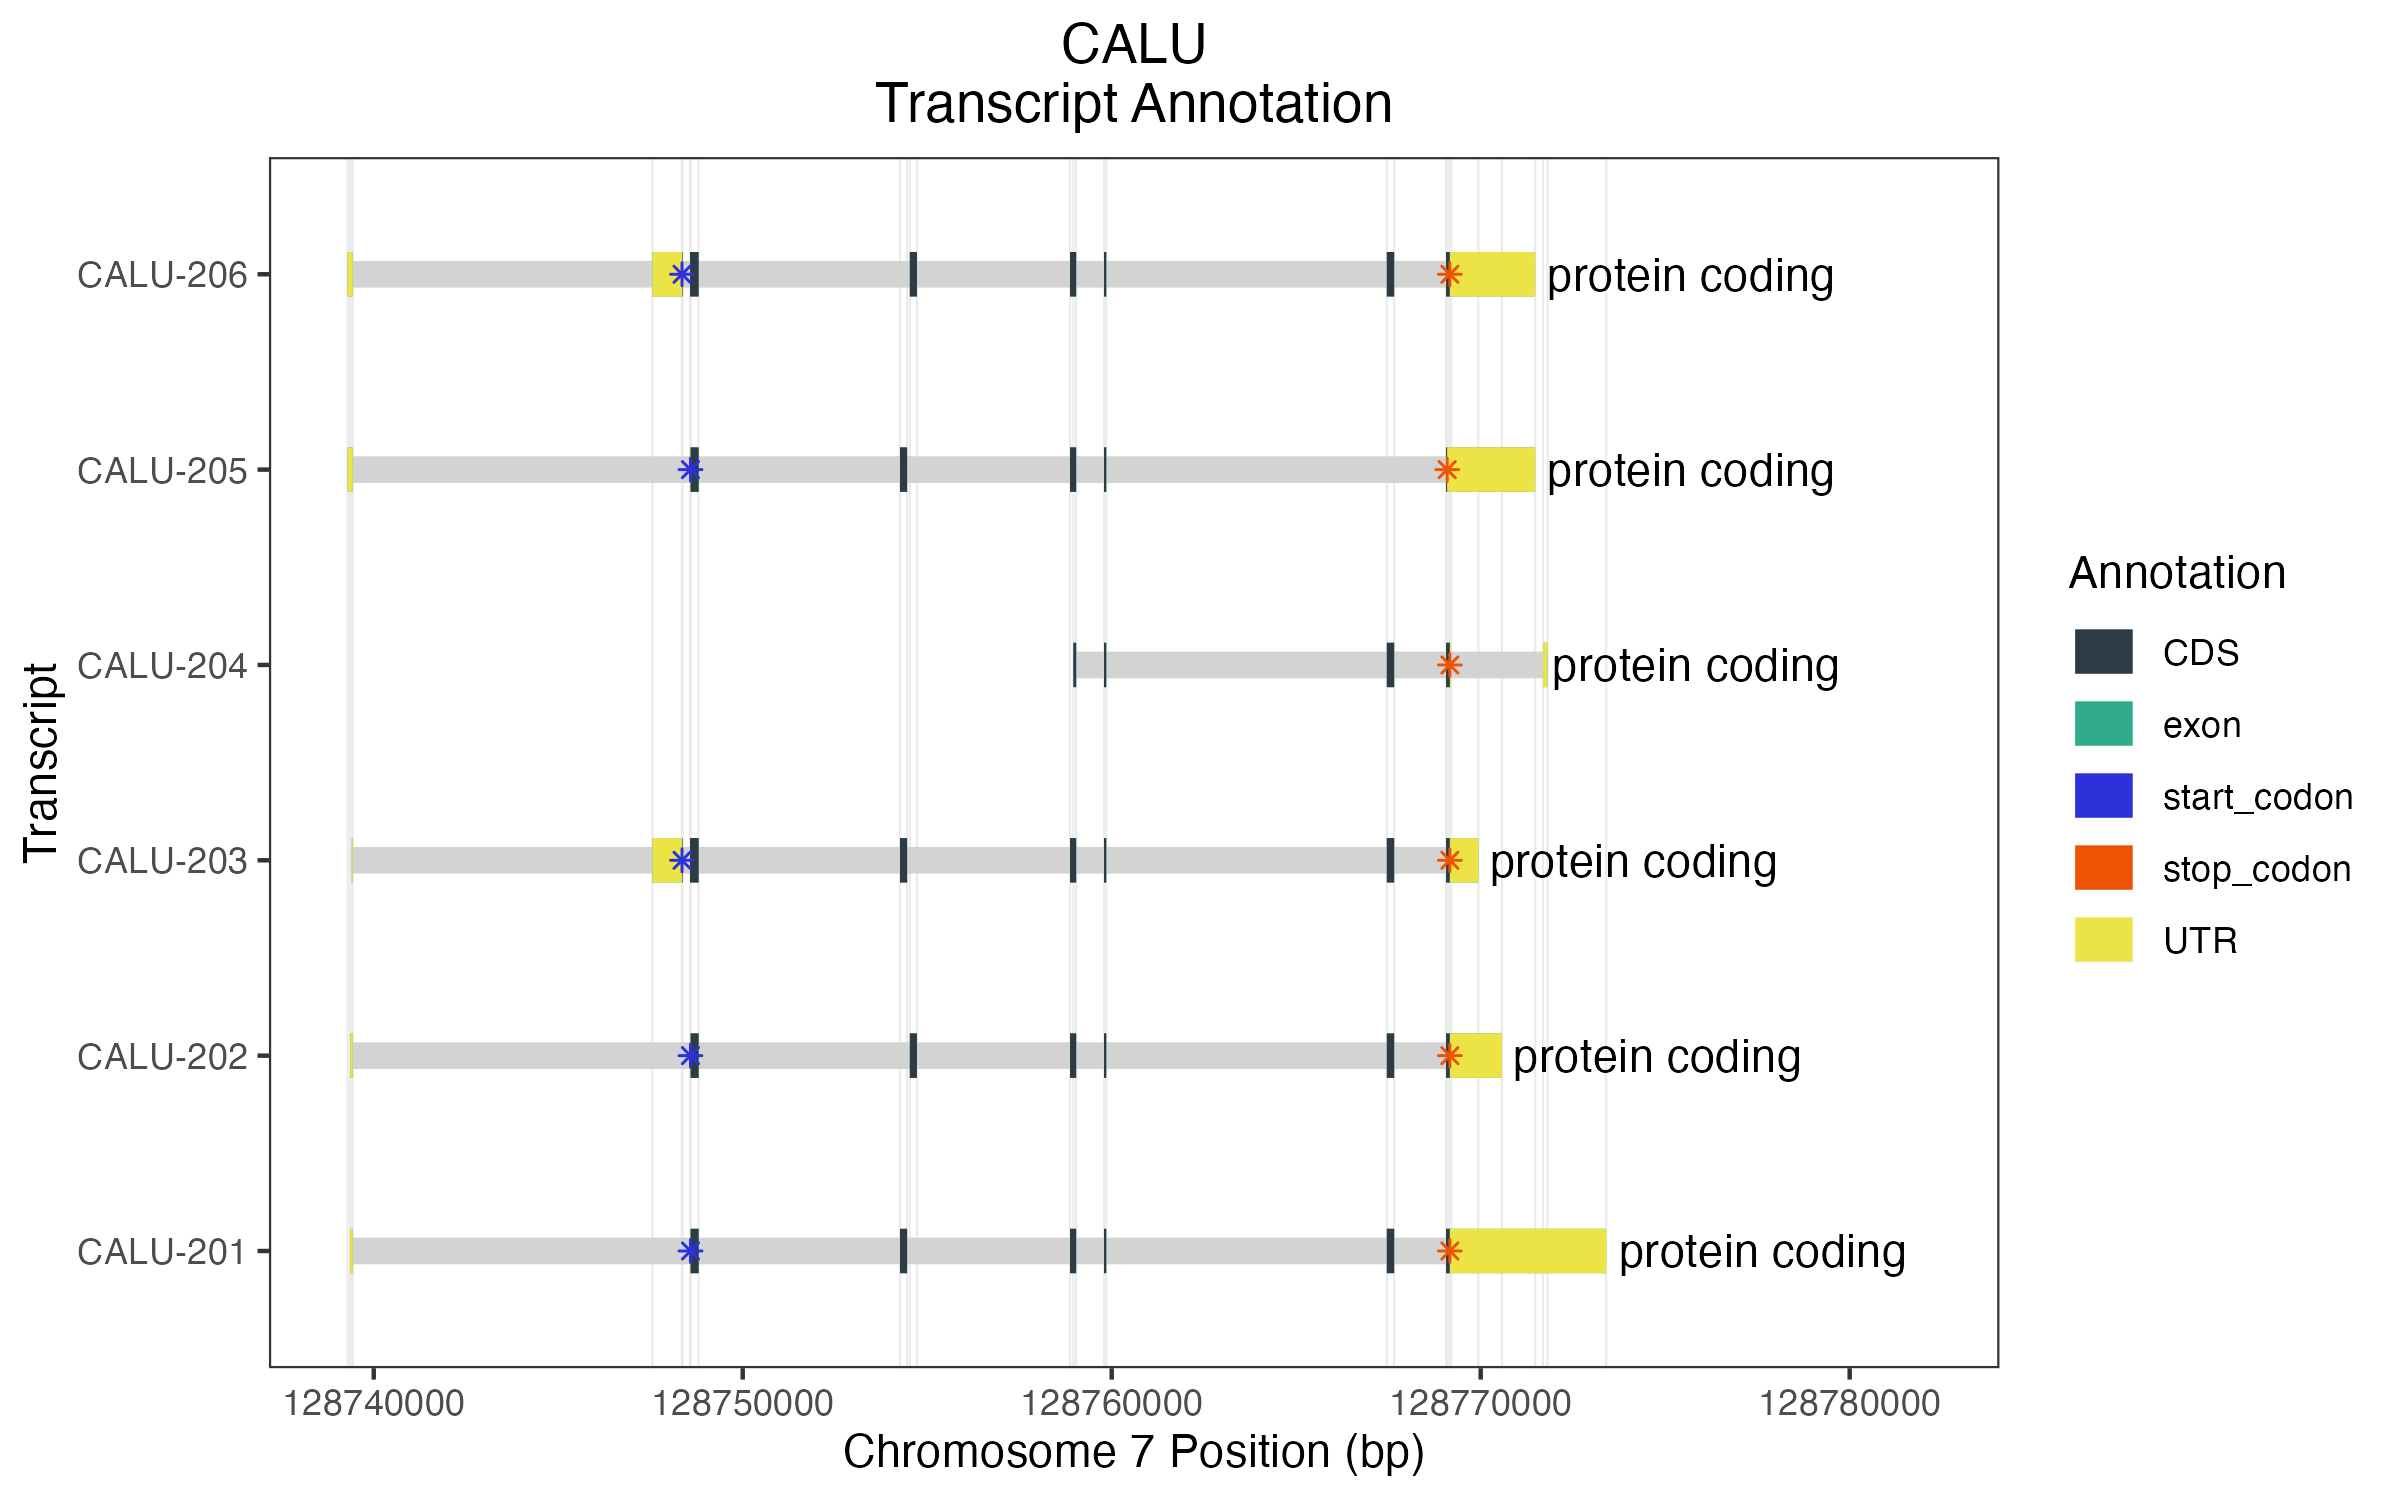 CALU
Transcript Annotation
Transcript
CALU-206
protein coding
CALU-205
protein coding
CALU-204
protein coding
CALU-203
protein coding
CALU-202
protein coding
CALU-201
protein coding
128740000
128750000
128760000
128770000
128780000
Chromosome 7 Position (bp)
Annotation
CDS
exon
start_codon
stop_codon
UTR